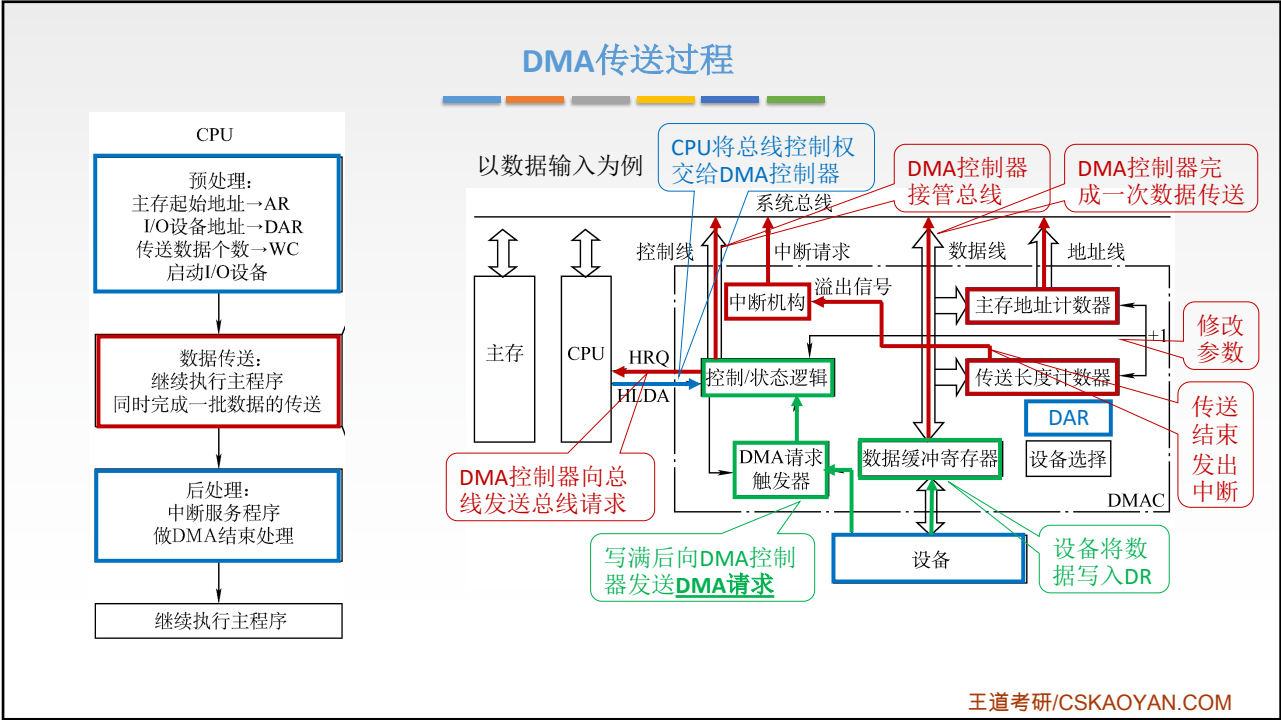 DMA传送过程
CPU
预处理：
主存起始地址→AR
I/O设备地址→DAR
传送数据个数→WC
启动I/O设备
数据传送：
继续执行主程序
同时完成一批数据的传送
后处理：
中断服务程序
做DMA结束处理
继续执行主程序
以数据输入为例
CPU将总线控制权
交给DMA控制器
DMA控制器
接管总线
DMA控制器完
成一次数据传送
系统总线
控制线
中断请求
数据线
地址线
主存
CPU
HRQ
HLDA
中断机构
溢出信号
主存地址计数器
+1
修改
参数
控制/状态逻辑
传送长度计数器
DAR
设备选择
传送
结束
发出
中断
DMA请求
触发器
数据缓冲寄存器
DMAC
DMA控制器向总
线发送总线请求
写满后向DMA控制
器发送DMA请求
设备
设备将数
据写入DR
王道考研/CSKAOYAN.COM